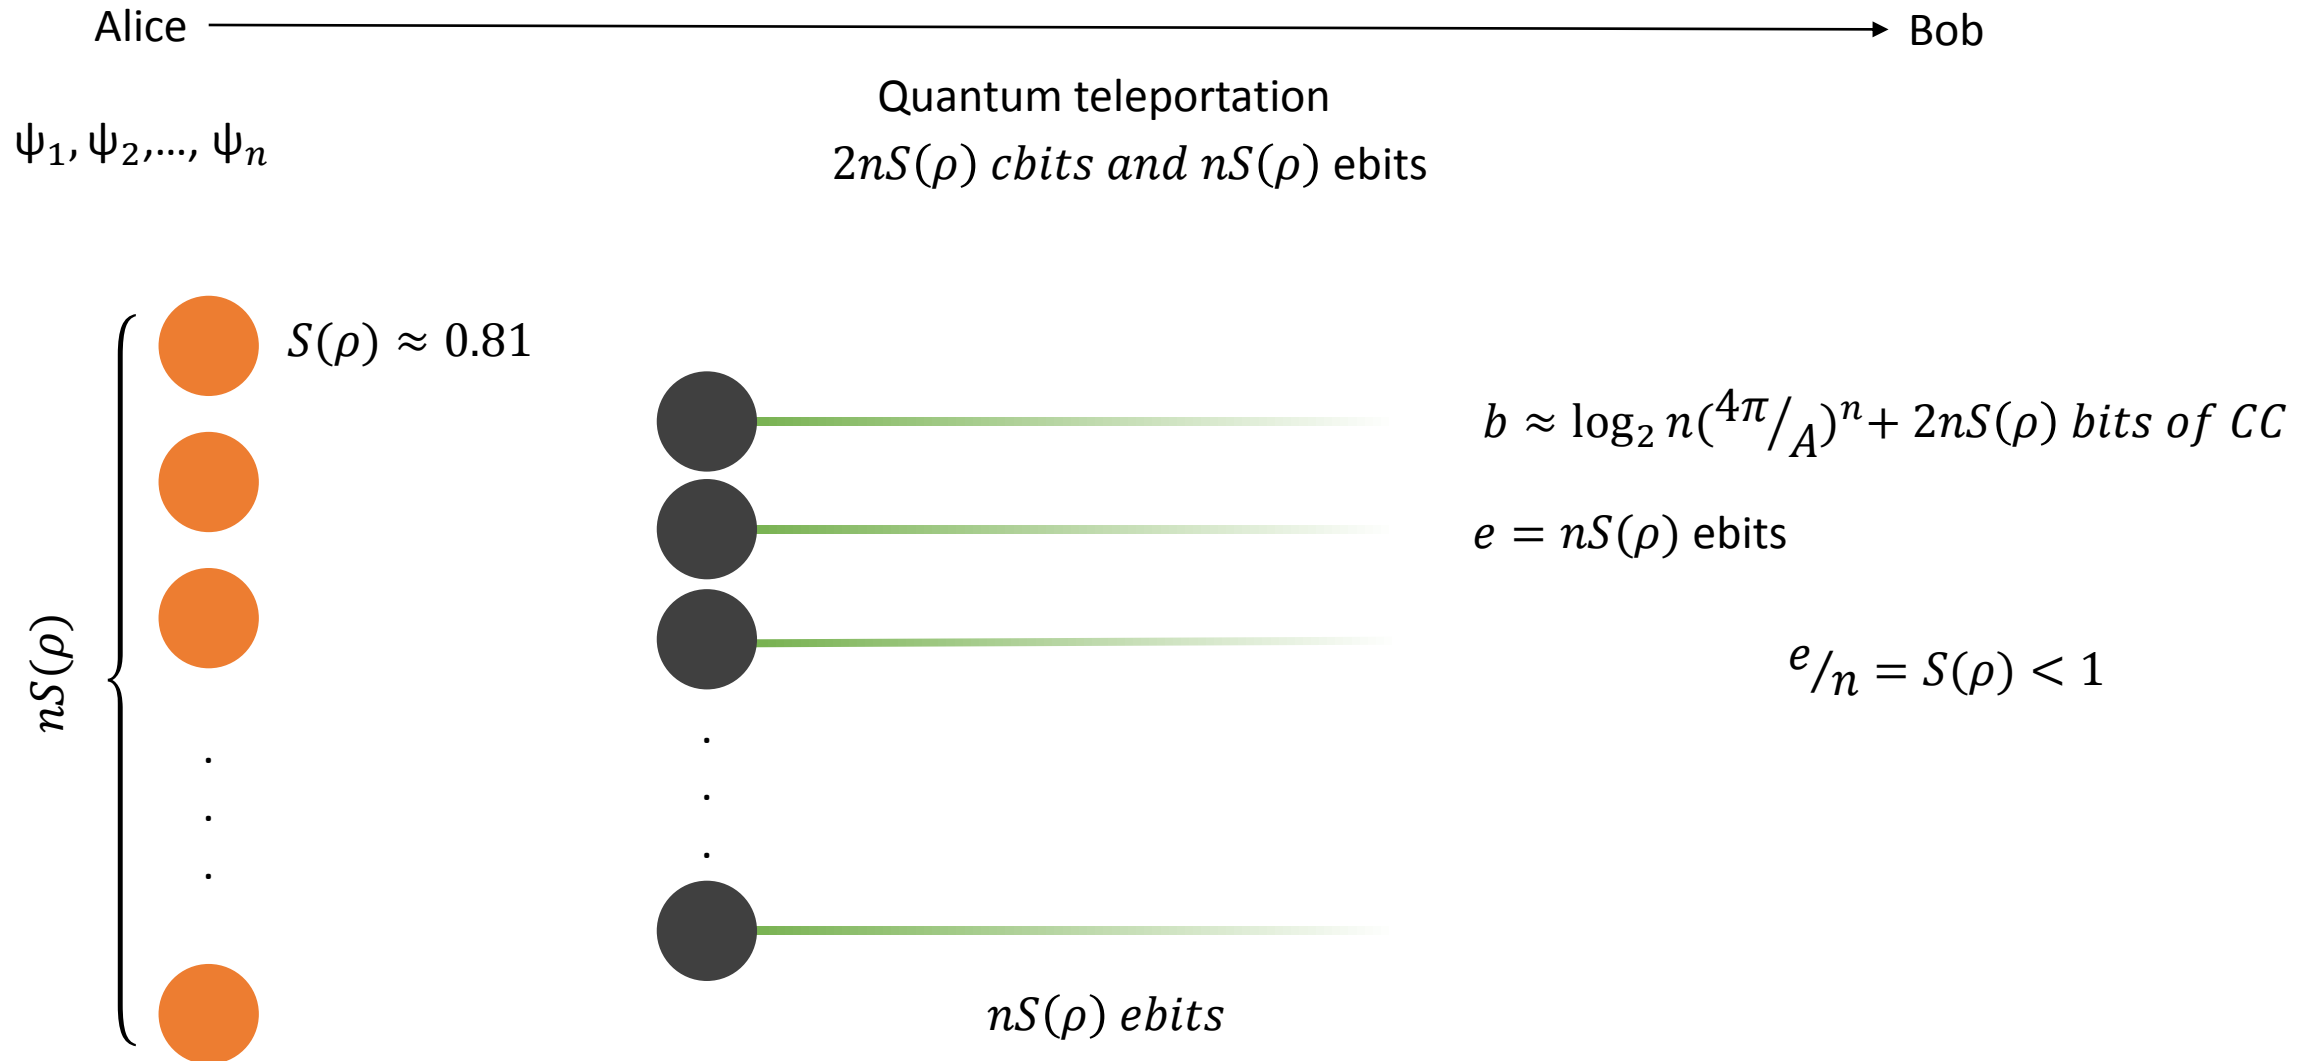 Alice
Bob
Quantum teleportation
ψ₁, ψ₂,..., ψₙ
2nS(ρ) cbits and nS(ρ) ebits
S(ρ) ≈ 0.81
b ≈ log₂ n(4π/A)ⁿ+ 2nS(ρ) bits of CC
e = nS(ρ) ebits
nS(ρ)
e/n = S(ρ) < 1
nS(ρ) ebits